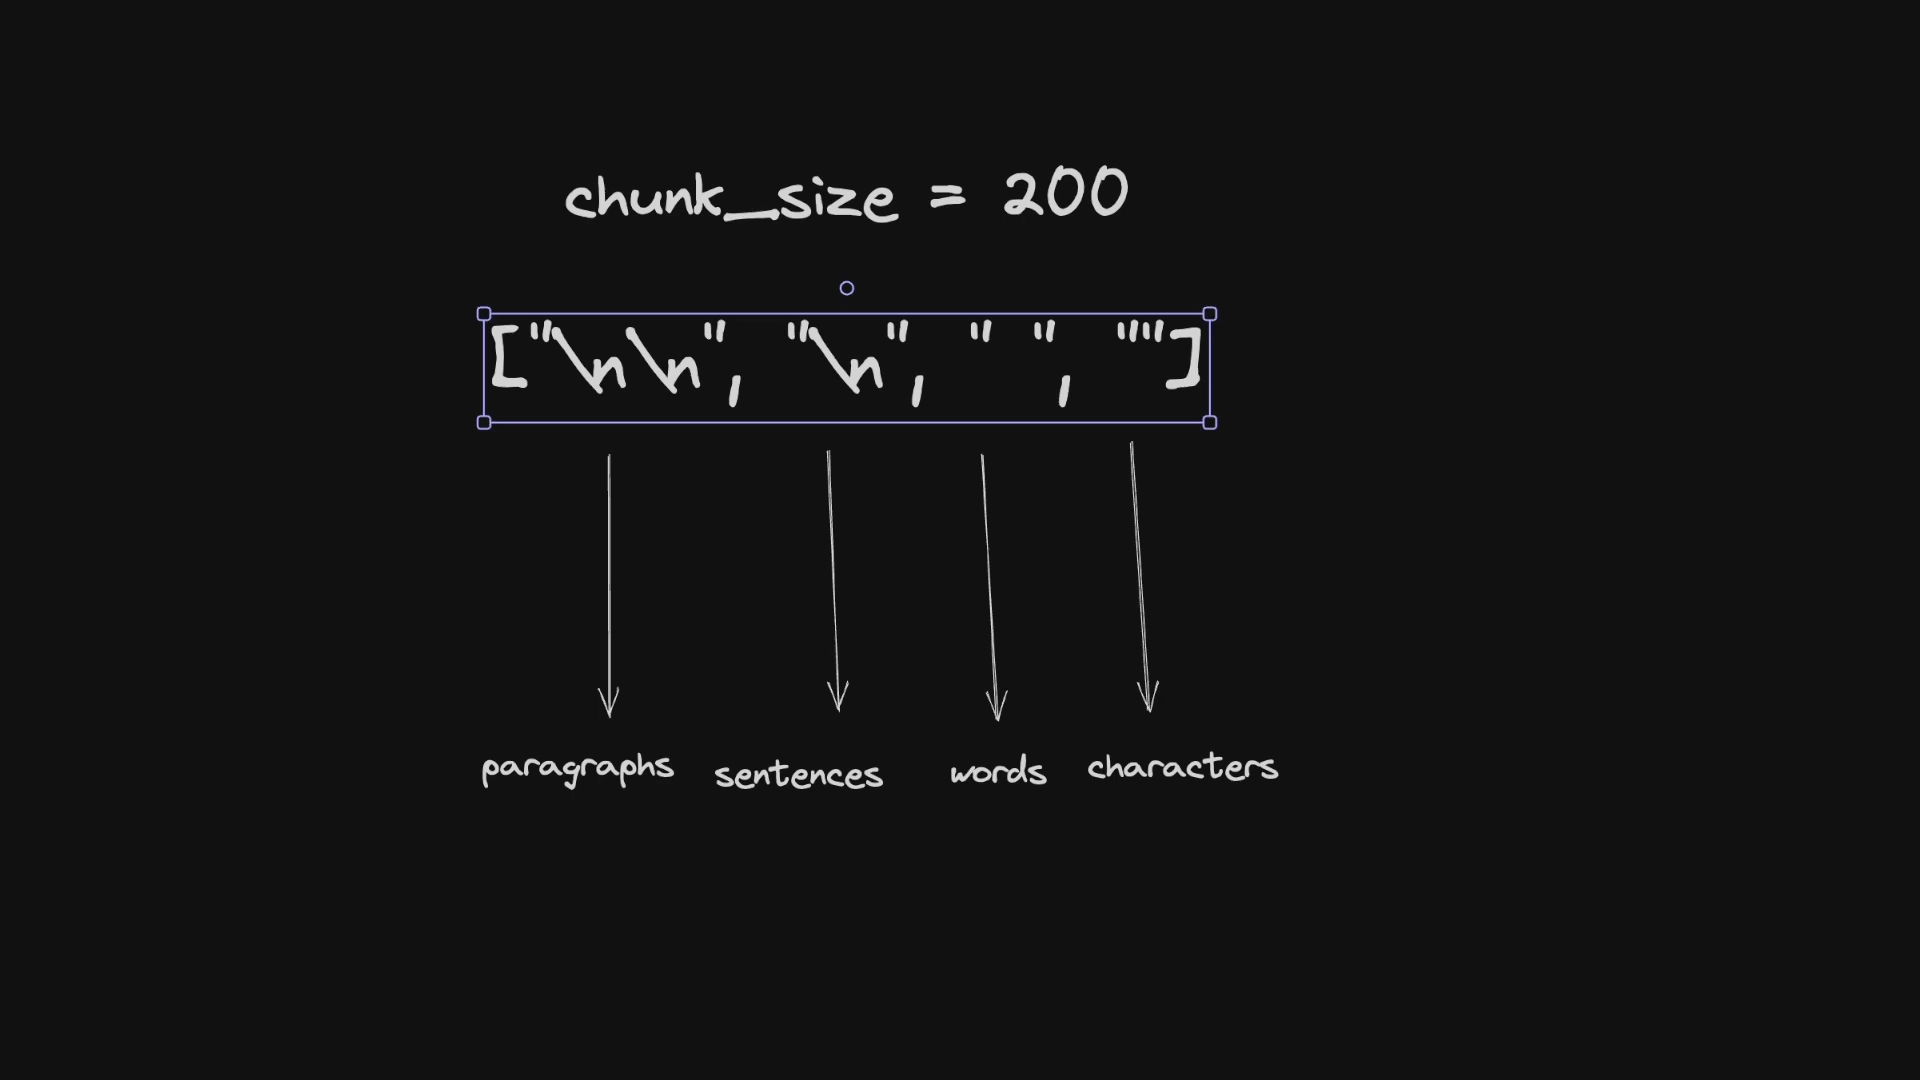 chunk_size = 200
["\n\n", "\n", " ", ""]
paragraphs sentences words characters